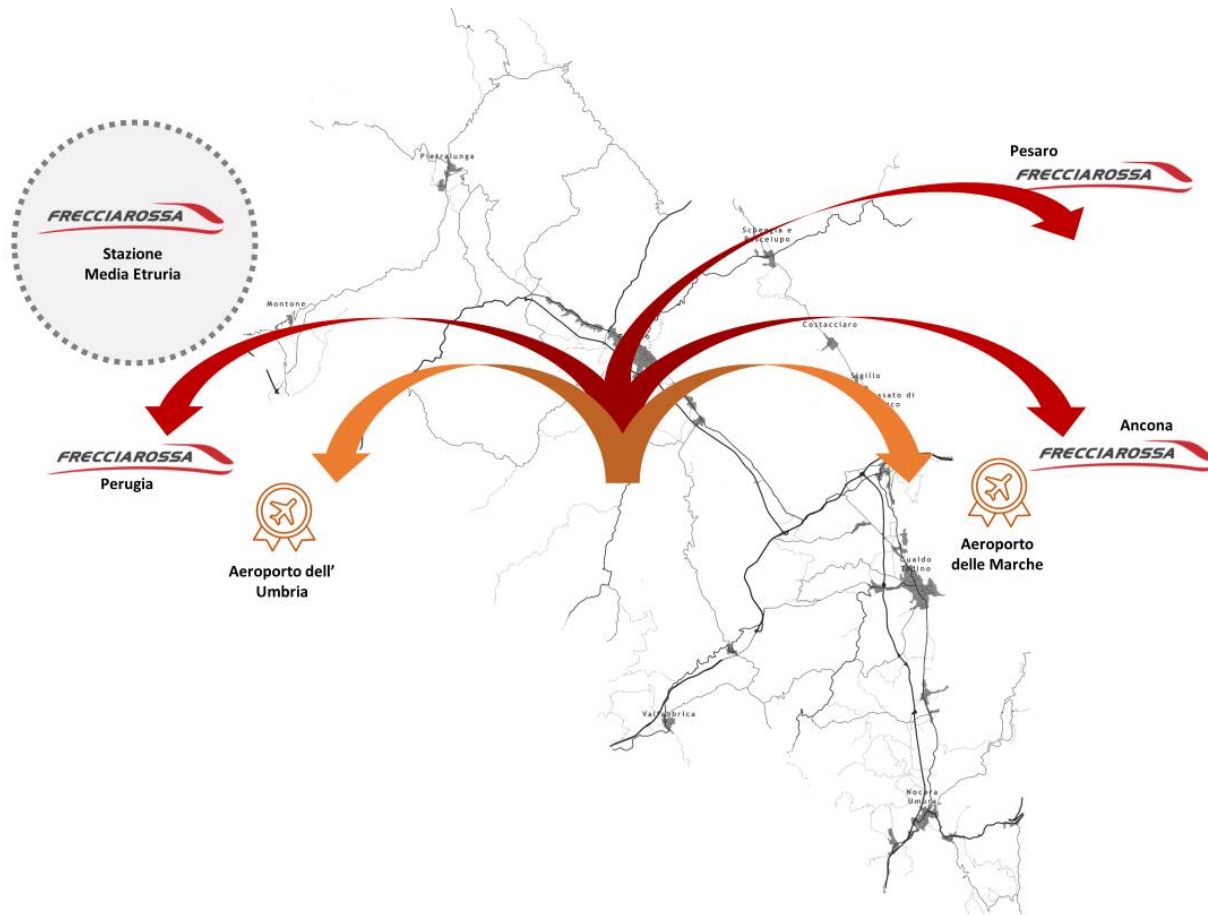 Pietralunga
Pesaro
FRECCIAROSSA
FRECCIAROSSA
Stazione
Media Etruria
Scheggia e
Pascelupo
Montone
Costacciaro
Sigillo
FRECCIAROSSA
Perugia
Ancona
FRECCIAROSSA
Aeroporto dell’
Umbria
Aeroporto
delle Marche
Gualdo
Tadino
Valfabbrica
Nocera
Umbra